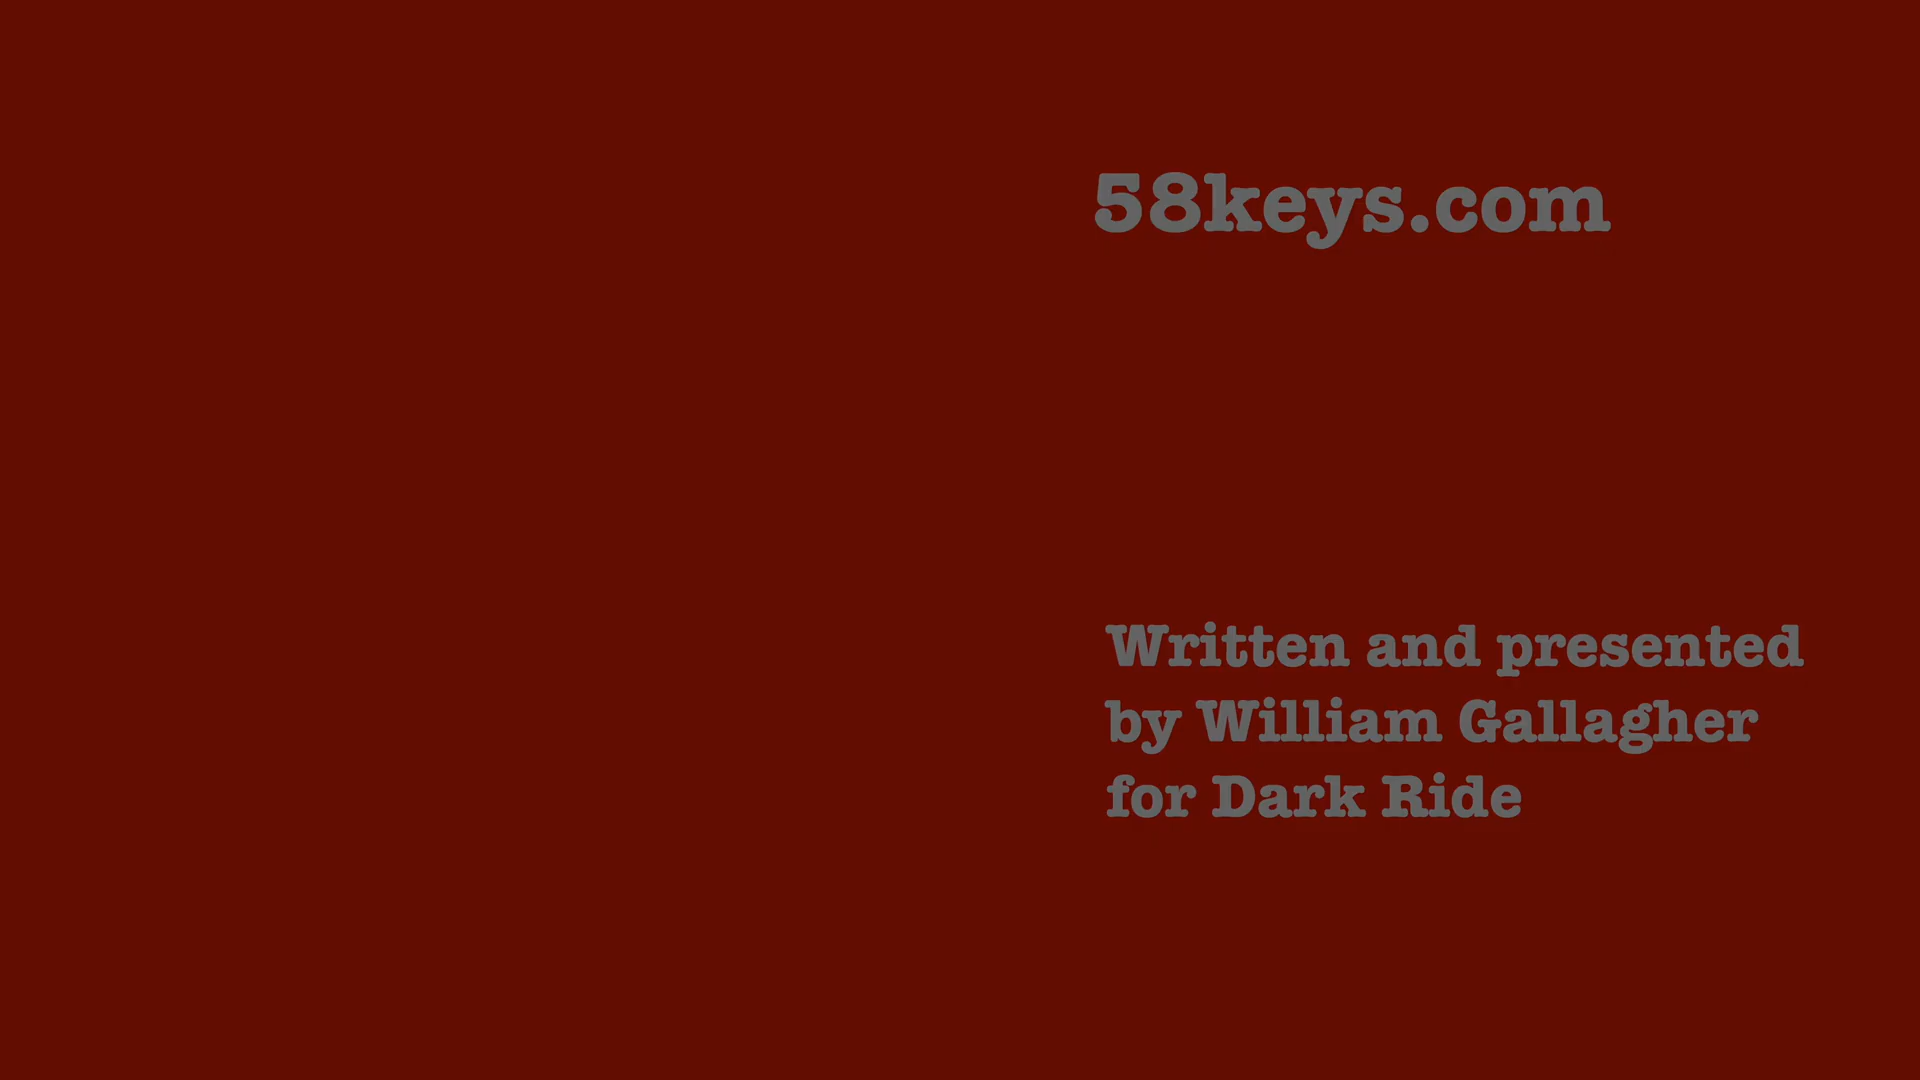 58keys.com
Written and presented
by William Gallagher
for Dark Ride